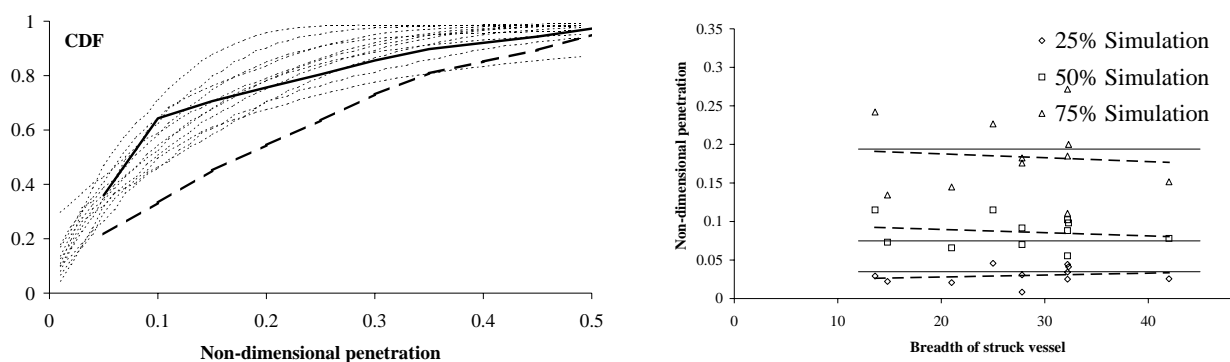 1
0.8
0.6
0.4
0.2
0
CDF
0 0.1 0.2 0.3 0.4 0.5
Non-dimensional penetration
0.35
0.3
0.25
0.2
0.15
0.1
0.05
0
Non-dimensional penetration
25% Simulation
50% Simulation
75% Simulation
0 10 20 30 40
Breadth of struck vessel